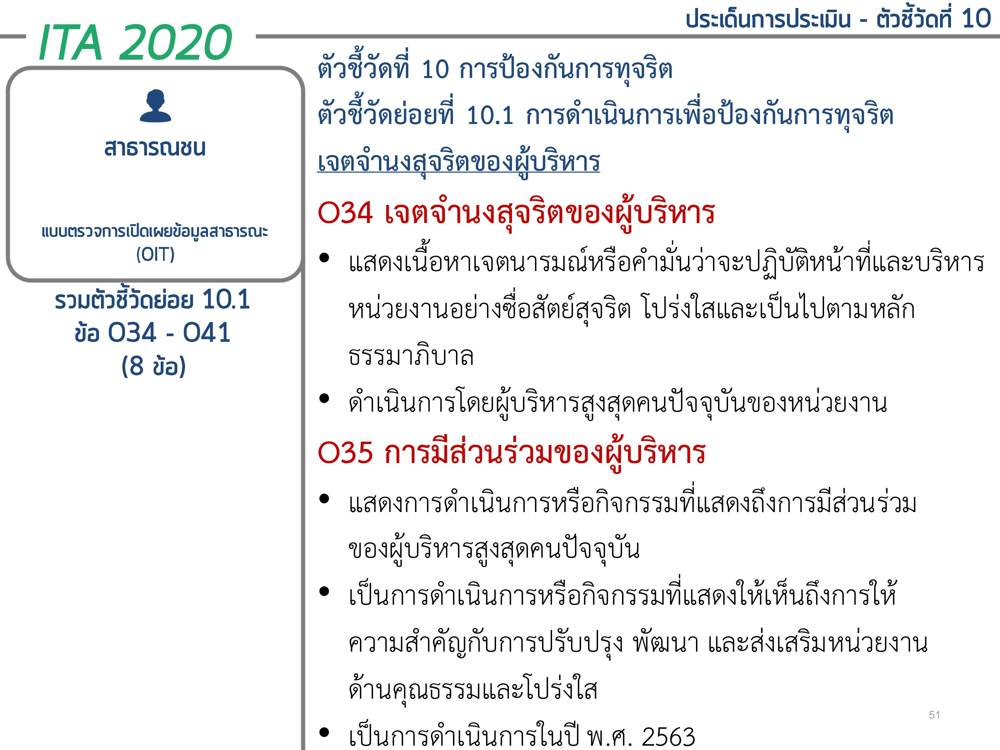 ประเด็นการประเมิน - ตัวชี้วัดที่ 10
ITA 2020
สาธารณชน
แบบตรวจการเปิดเผยข้อมูลสาธารณะ
(OIT)
รวมตัวชี้วัดย่อย 10.1
ข้อ O34 - O41
(8 ข้อ)
ตัวชี้วัดที่ 10 การป้องกันการทุจริต
ตัวชี้วัดย่อยที่ 10.1 การดำเนินการเพื่อป้องกันการทุจริต
เจตจำนงสุจริตของผู้บริหาร
O34 เจตจำนงสุจริตของผู้บริหาร
• แสดงเนื้อหาเจตนารมณ์หรือคำมั่นว่าจะปฏิบัติหน้าที่และบริหาร
หน่วยงานอย่างซื่อสัตย์สุจริต โปร่งใสและเป็นไปตามหลัก
ธรรมาภิบาล
• ดำเนินการโดยผู้บริหารสูงสุดคนปัจจุบันของหน่วยงาน
O35 การมีส่วนร่วมของผู้บริหาร
• แสดงการดำเนินการหรือกิจกรรมที่แสดงถึงการมีส่วนร่วม
ของผู้บริหารสูงสุดคนปัจจุบัน
• เป็นการดำเนินการหรือกิจกรรมที่แสดงให้เห็นถึงการให้
ความสำคัญกับการปรับปรุง พัฒนา และส่งเสริมหน่วยงาน
ด้านคุณธรรมและโปร่งใส
• เป็นการดำเนินการในปี พ.ศ. 2563
51